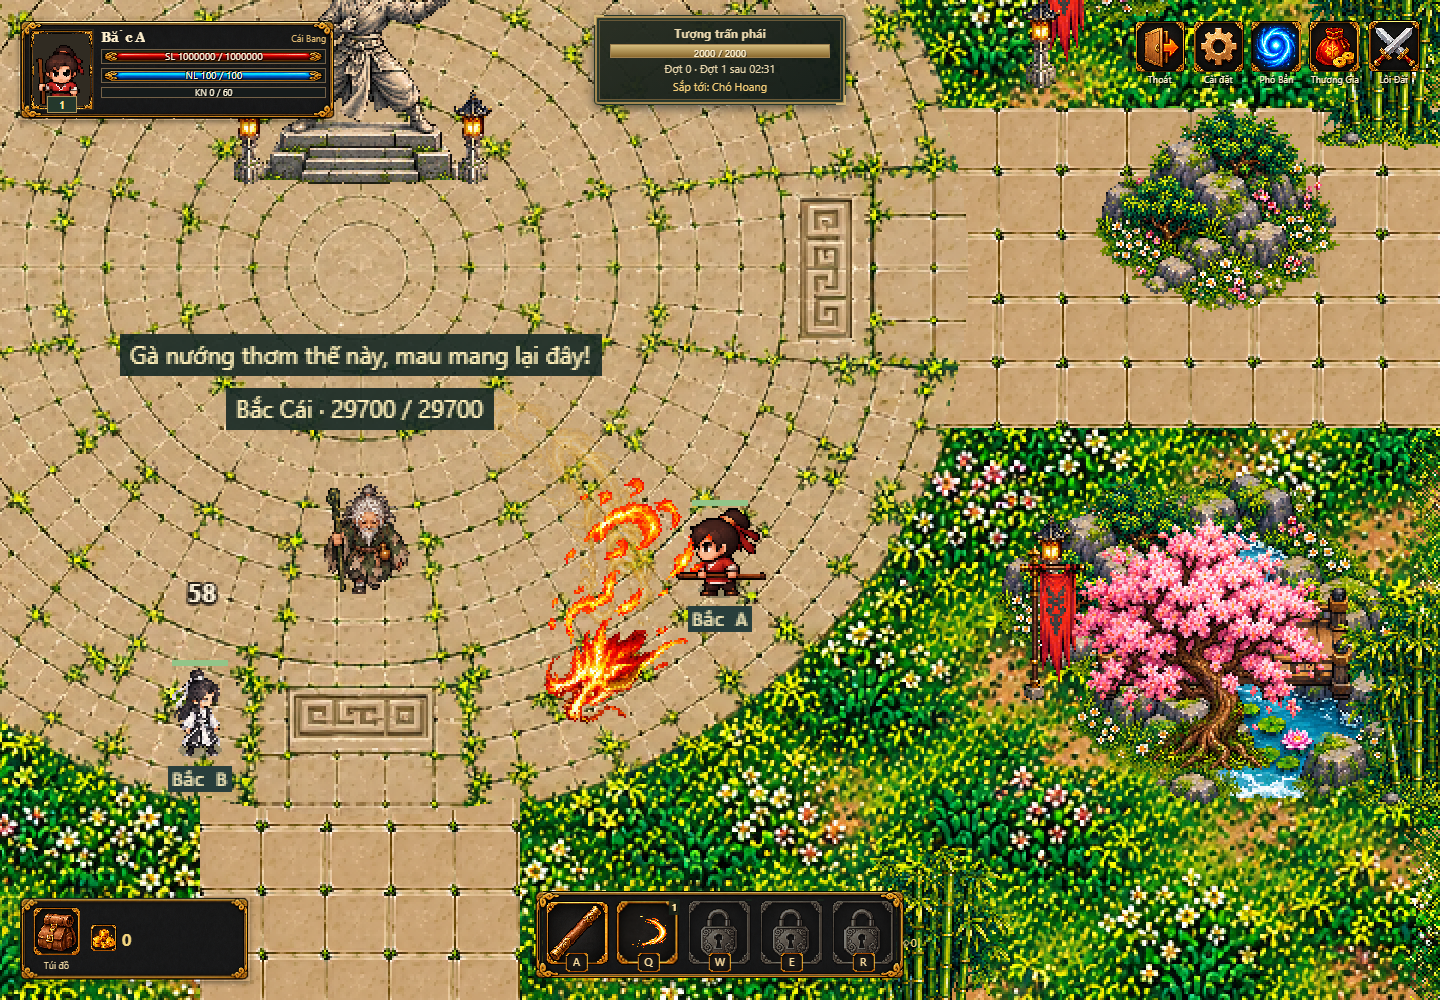 Bắc A
Cái Bang
SL 1000000 / 1000000
NL 100 / 100
KN 0 / 60
1
Tượng trấn phái
2000 / 2000
Đợt 0 · Đợt 1 sau 02:31
Sắp tới: Chó Hoang
Thoát
Cài đặt
Phó Bản
Thương Gia
Lôi Đài
Gà nướng thơm thế này, mau mang lại đây!
Bắc Cái · 29700 / 29700
58
Bắc A
Bắc B
Túi đồ
0
1
A
Q
W
E
R